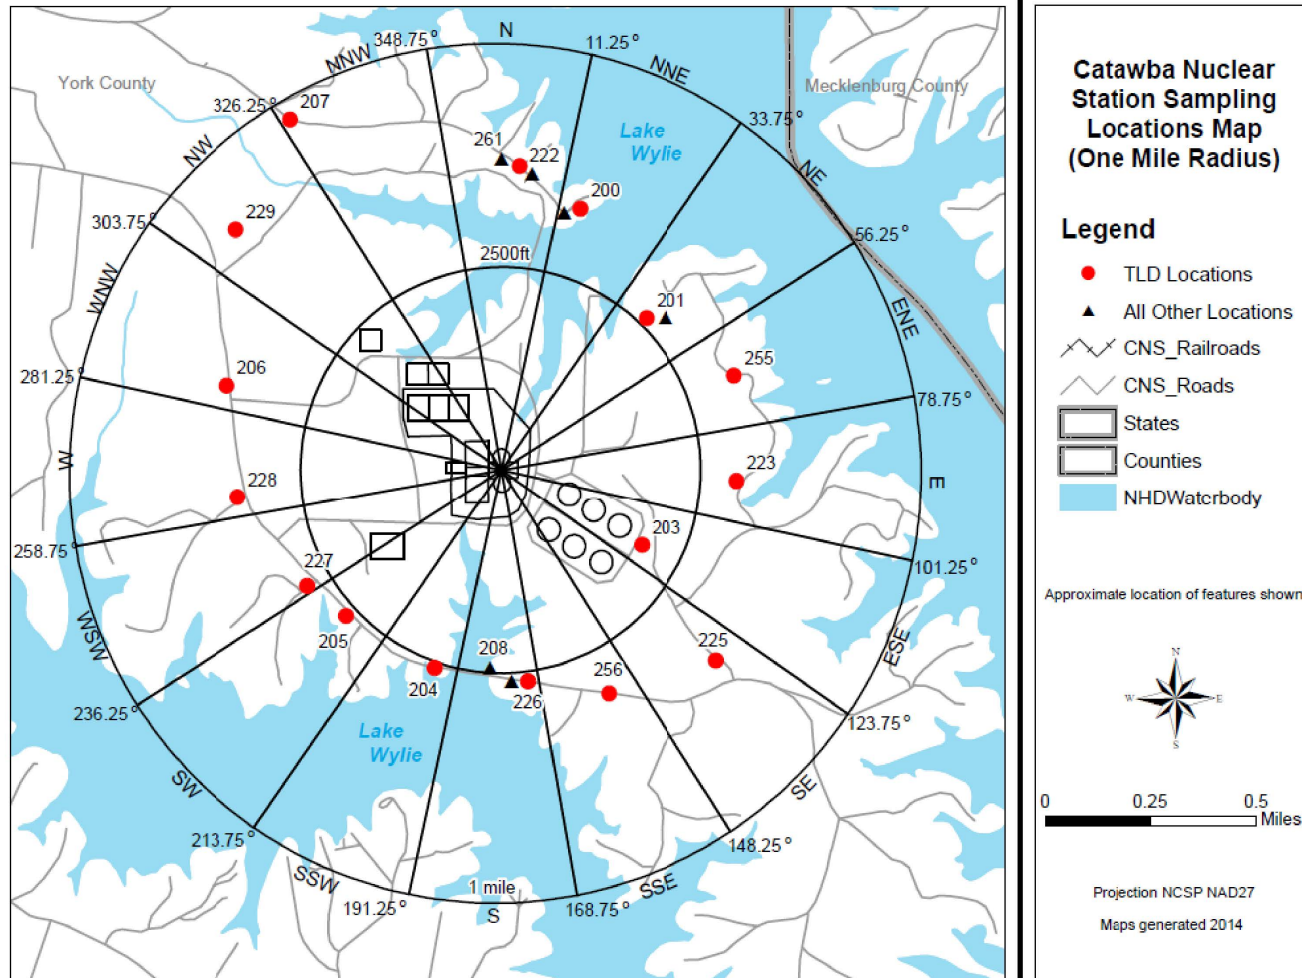 N
348.75°
11.25°
NNW
NNE
York County
Mecklenburg County
326.25°
207
33.75°
Lake
Wylie
261
222
NW
NE
200
303.75°
229
56.25°
2500ft
WNW
201
ENE
206
255
281.25°
78.75°
W
223
E
228
203
258.75°
101.25°
227
WSW
205
225
ESE
208
256
204
226
236.25°
123.75°
Lake
Wylie
SW
SE
213.75°
148.25°
SSW
1 mile
SSE
191.25°
S
168.75°
Catawba Nuclear
Station Sampling
Locations Map
(One Mile Radius)
Legend
TLD Locations
All Other Locations
CNS_Railroads
CNS_Roads
States
Counties
NHDWaterbody
Approximale location of features shown
N
W
E
S
0 0.25 0.5
Miles
Projection NCSP NAD27
Maps generated 2014